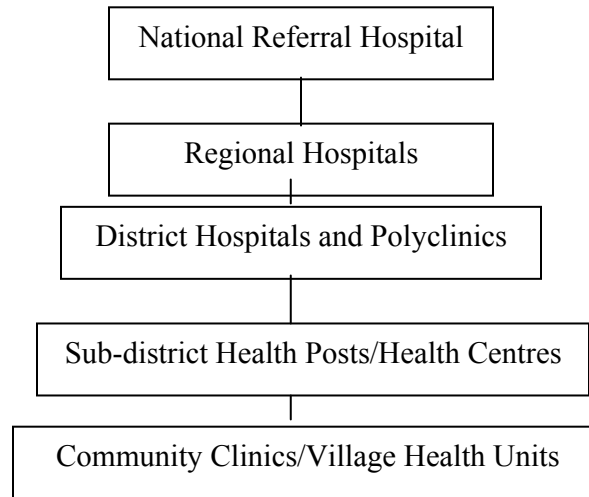 National Referral Hospital
Regional Hospitals
District Hospitals and Polyclinics
Sub-district Health Posts/Health Centres
Community Clinics/Village Health Units